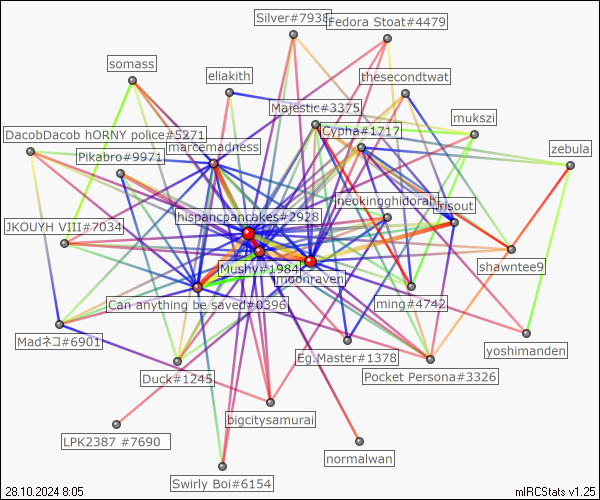 Silver#7938
Fedora Stoat#4479
somass
eliakith
thesecondtwat
Majestic#3375
mukszi
DacobDacob hORNY police#5271
Cypha#1717
marcemadness
zebula
Pikabro#9971
neokingghidorah
frisout
hispancpancakes#2928
JKOUYH VIII#7034
Mushy#1984
shawntee9
moonraven
Can anything be saved#0396
ming#4742
Madネコ#6901
Eg.Master#1378
yoshimanden
Duck#1245
Pocket Persona#3326
bigcitysamurai
LPK2387 #7690
normalwan
Swirly Boi#6154
28.10.2024 8:05
mIRCStats v1.25